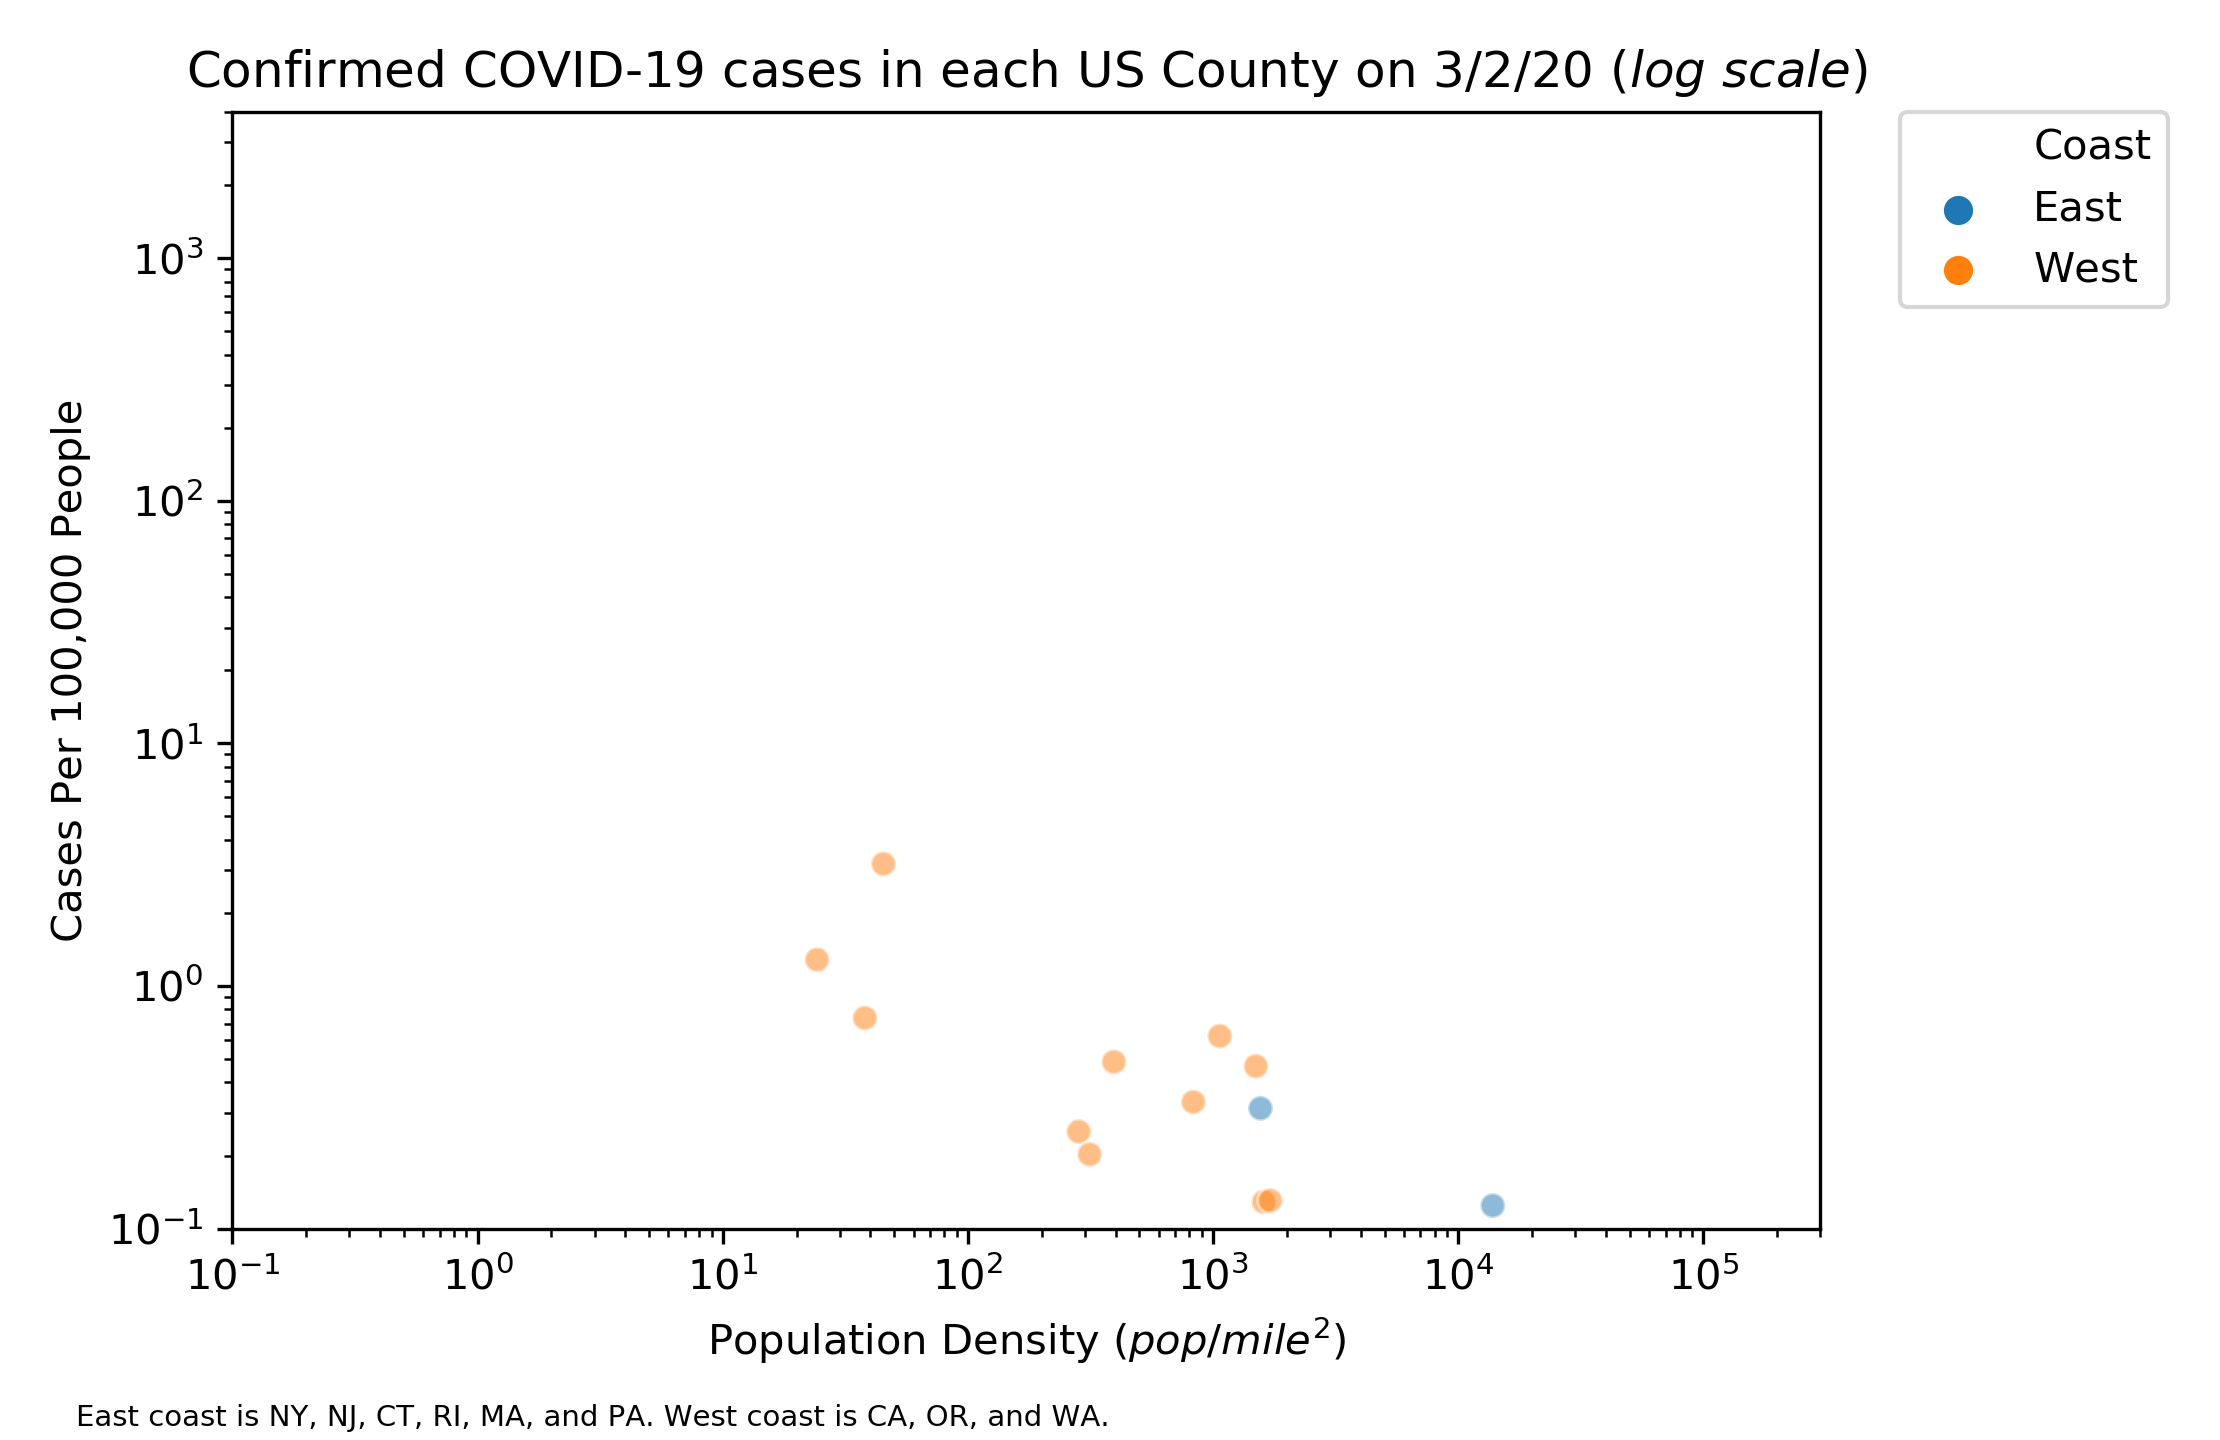 Confirmed COVID-19 cases in each US County on 3/2/20 (log scale)
Coast
East
West
Cases Per 100,000 People
10³
10²
10¹
10⁰
10⁻¹
10⁻¹ 10⁰ 10¹ 10² 10³ 10⁴ 10⁵
Population Density (pop/mile²)
East coast is NY, NJ, CT, RI, MA, and PA. West coast is CA, OR, and WA.